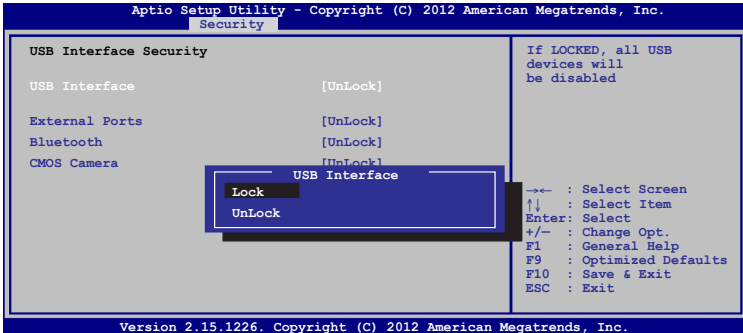 Aptio Setup Utility - Copyright (C) 2012 American Megatrends, Inc.
Security
USB Interface Security
USB Interface [UnLock]
External Ports [UnLock]
Bluetooth [UnLock]
CMOS Camera [UnLock]
USB Interface
Lock
UnLock
If LOCKED, all USB
devices will
be disabled
→← : Select Screen
↑↓ : Select Item
Enter: Select
+/— : Change Opt.
F1 : General Help
F9 : Optimized Defaults
F10 : Save & Exit
ESC : Exit
Version 2.15.1226. Copyright (C) 2012 American Megatrends, Inc.